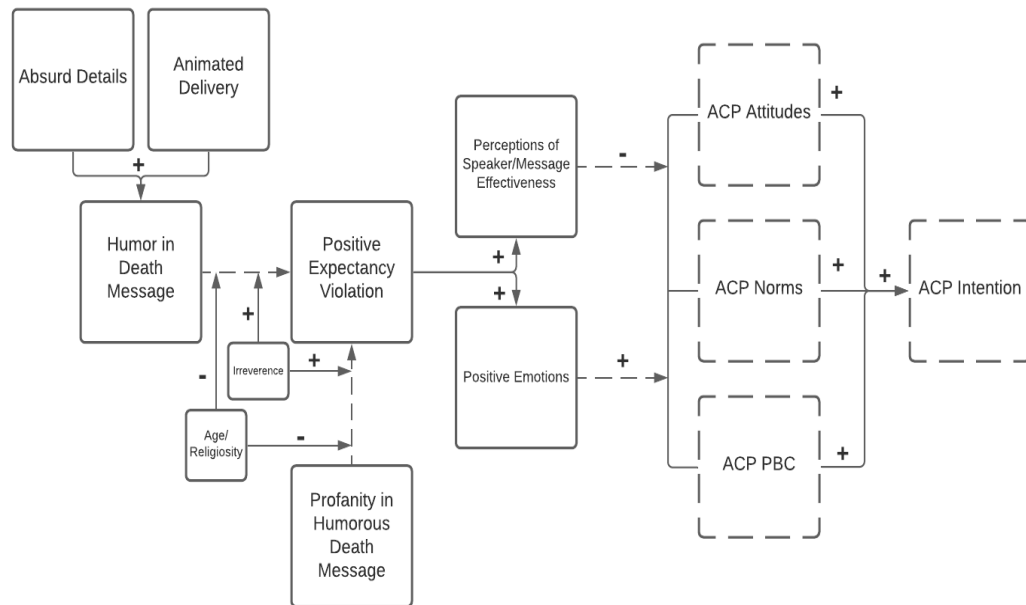 Absurd Details
Animated
Delivery
+
Humor in
Death
Message
Positive
Expectancy
Violation
+
-
Irreverence
+
Age/
Religiosity
-
Profanity in
Humorous
Death
Message
Perceptions of
Speaker/Message
Effectiveness
-
+
+
Positive Emotions
+
ACP Attitudes
+
ACP Norms
+
+
ACP Intention
ACP PBC
+